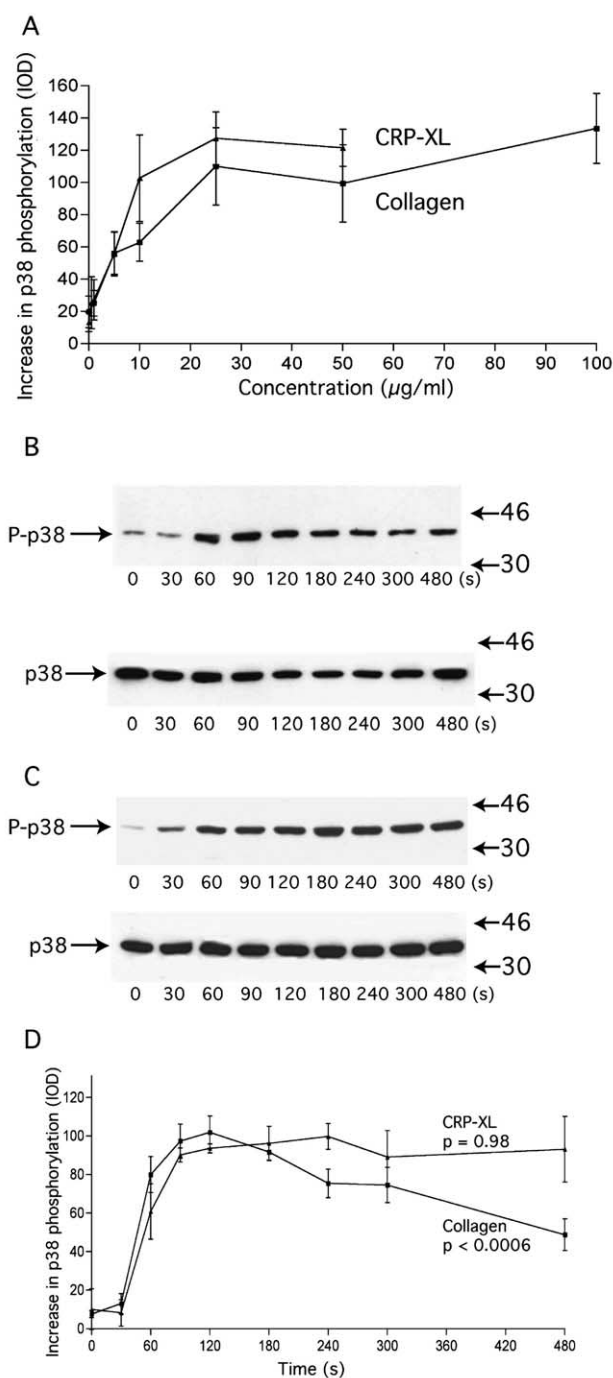 A
Increase in p38 phosphorylation (IOD)
160
140
120
100
80
60
40
20
0
CRP-XL
Collagen
0 10 20 30 40 50 60 70 80 90 100
Concentration (µg/ml)
B
P-p38
46
30
0 30 60 90 120 180 240 300 480 (s)
p38
46
30
0 30 60 90 120 180 240 300 480 (s)
C
P-p38
46
30
0 30 60 90 120 180 240 300 480 (s)
p38
46
30
0 30 60 90 120 180 240 300 480 (s)
D
Increase in p38 phosphorylation (IOD)
120
100
80
60
40
20
0
CRP-XL
p = 0.98
Collagen
p < 0.0006
0 60 120 180 240 300 360 420 480
Time (s)